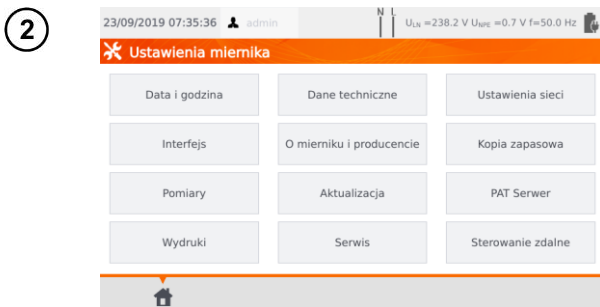 2
23/09/2019 07:35:36 admin N L ULN =238.2 V UNPE =0.7 V f=50.0 Hz
Ustawienia miernika
Data i godzina Dane techniczne Ustawienia sieci
Interfejs O mierniku i producencie Kopia zapasowa
Pomiary Aktualizacja PAT Serwer
Wydruki Serwis Sterowanie zdalne